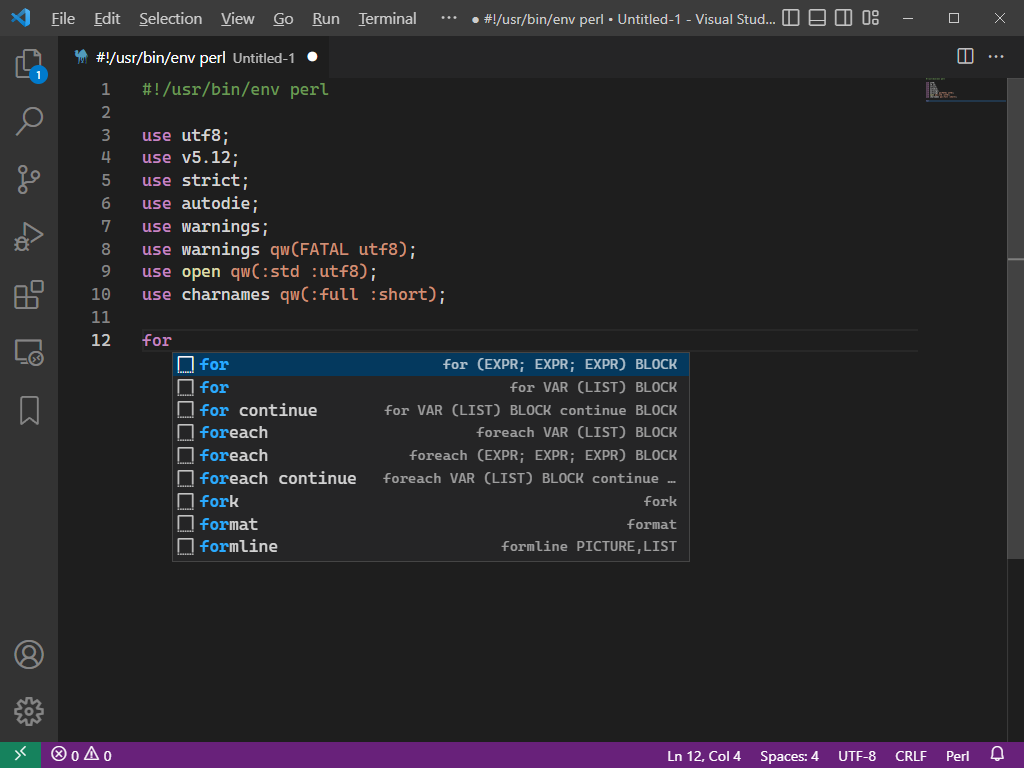 File Edit Selection View Go Run Terminal ··· ● #!/usr/bin/env perl • Untitled-1 - Visual Stud...
#!/usr/bin/env perl Untitled-1 ●
1
1 #!/usr/bin/env perl
2
3 use utf8;
4 use v5.12;
5 use strict;
6 use autodie;
7 use warnings;
8 use warnings qw(FATAL utf8);
9 use open qw(:std :utf8);
10 use charnames qw(:full :short);
11
12 for
for for (EXPR; EXPR; EXPR) BLOCK
for for VAR (LIST) BLOCK
for continue for VAR (LIST) BLOCK continue BLOCK
foreach foreach VAR (LIST) BLOCK
foreach foreach (EXPR; EXPR; EXPR) BLOCK
foreach continue foreach VAR (LIST) BLOCK continue …
fork fork
format format
formline formline PICTURE,LIST
0 0 Ln 12, Col 4 Spaces: 4 UTF-8 CRLF Perl